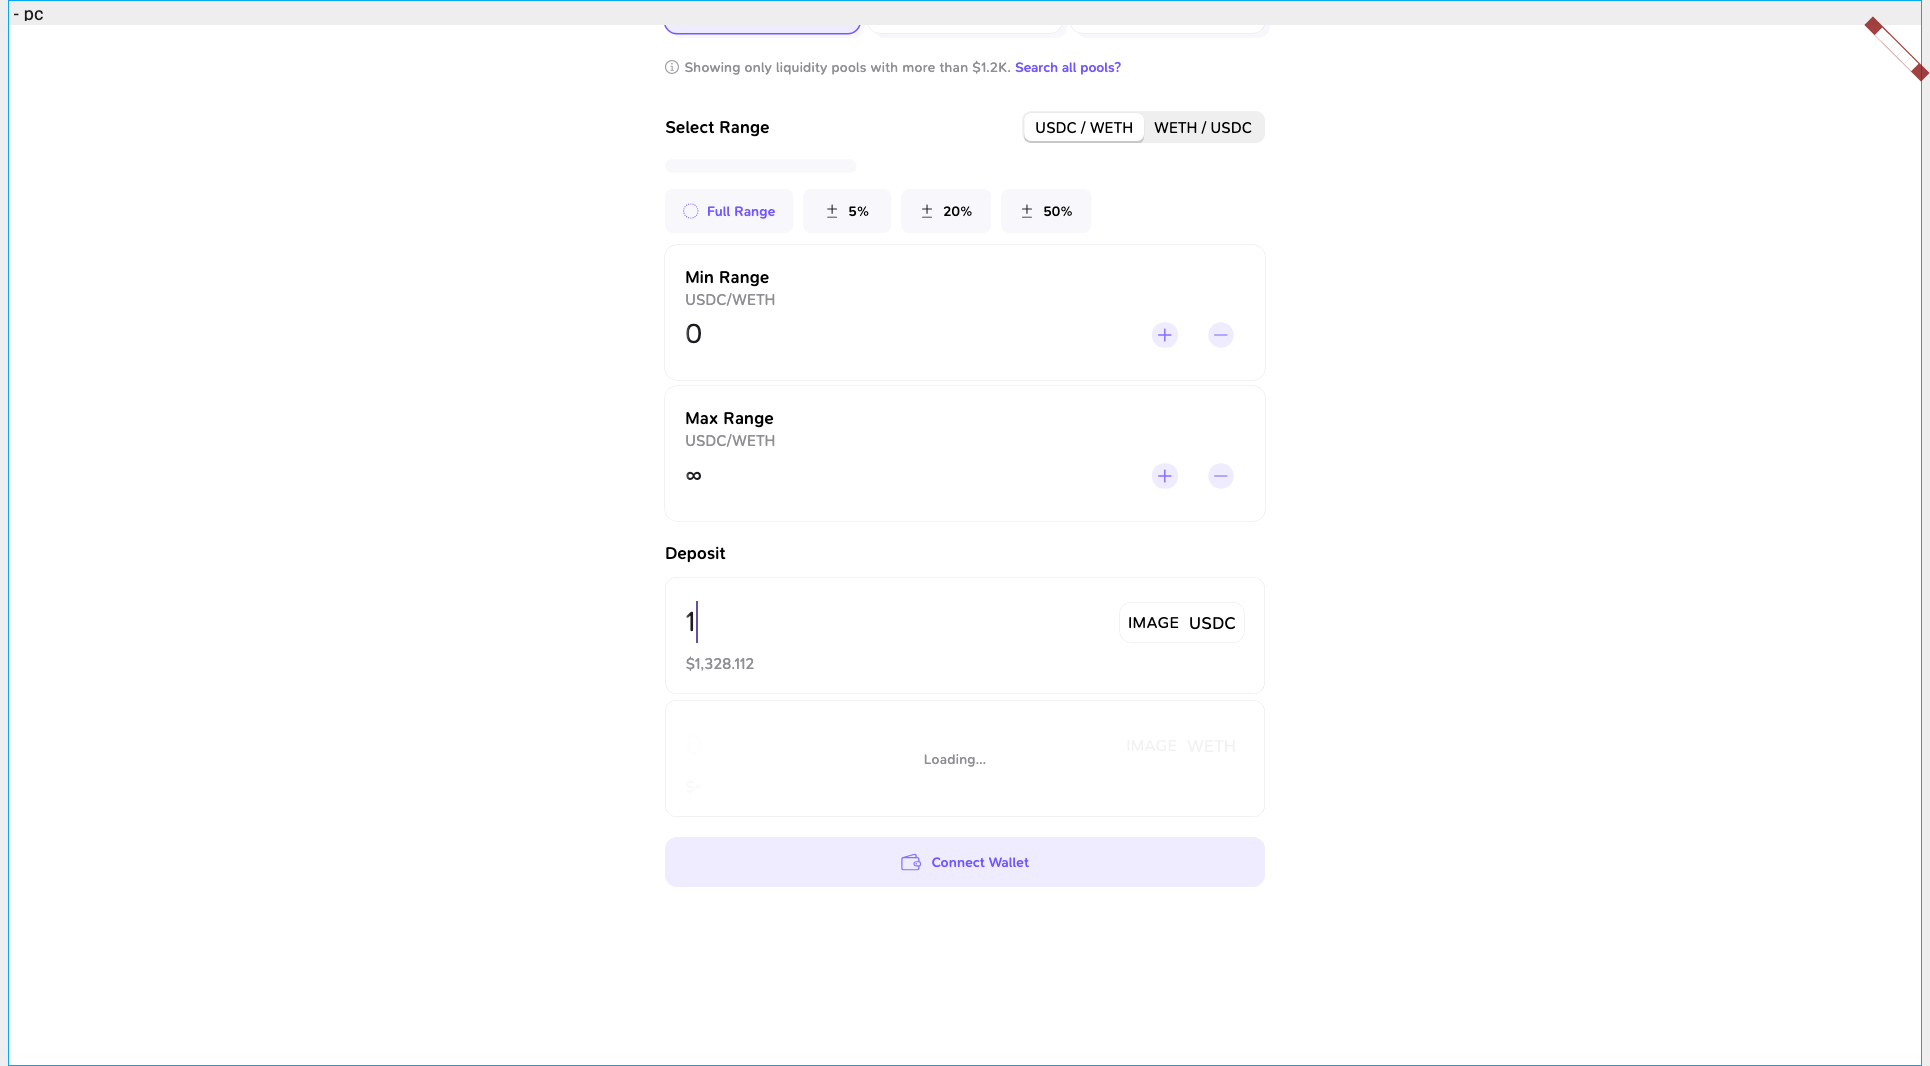 - pc
Showing only liquidity pools with more than $1.2K. Search all pools?
Select Range
USDC / WETH WETH / USDC
Full Range
± 5%
± 20%
± 50%
Min Range
USDC/WETH
0
Max Range
USDC/WETH
∞
Deposit
1
IMAGE USDC
$1,328.112
IMAGE WETH
Loading...
Connect Wallet